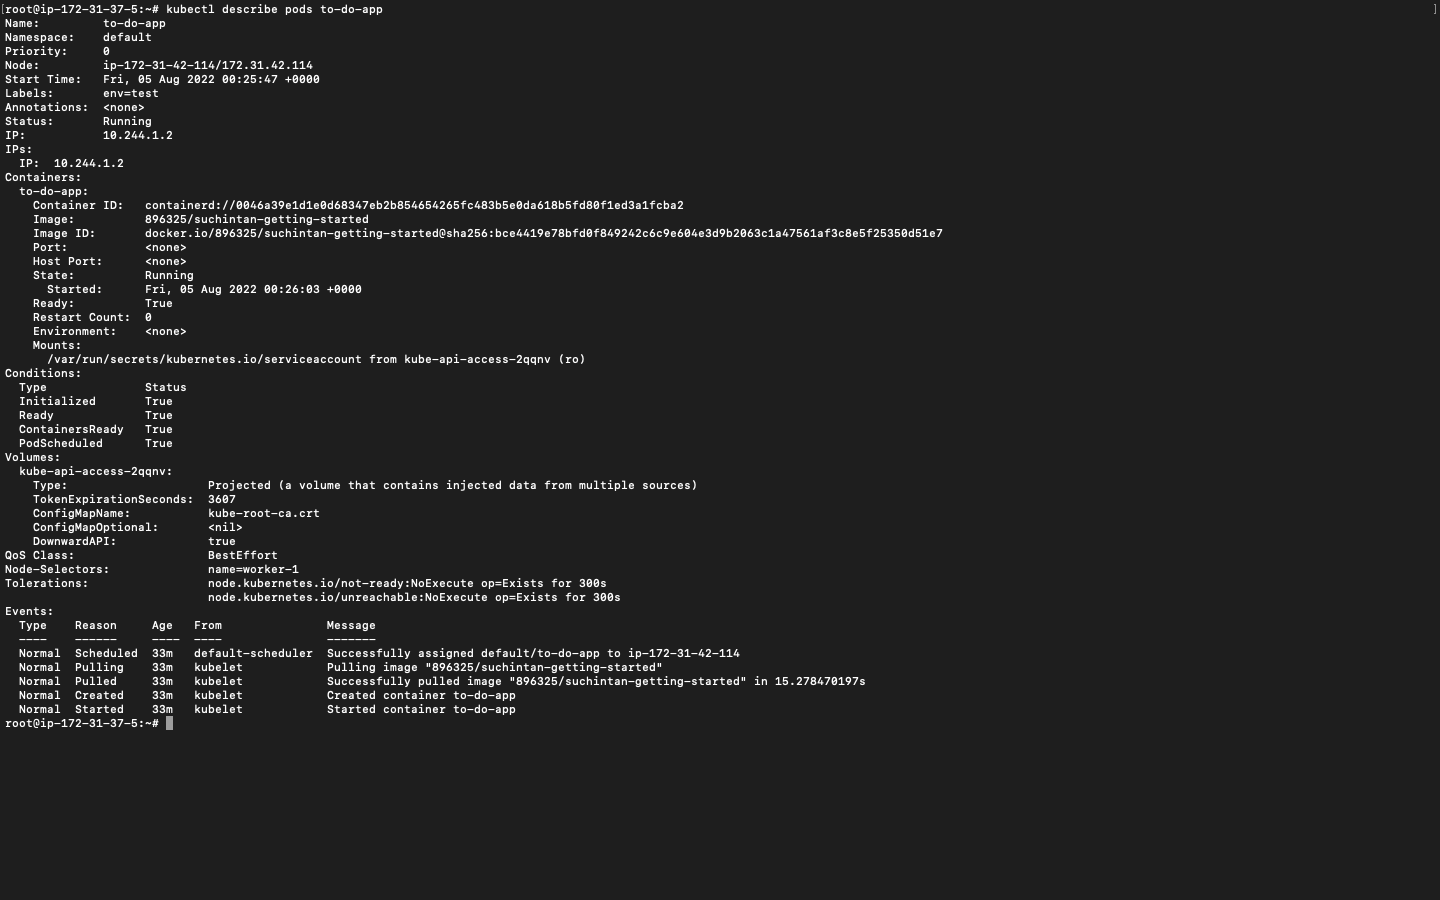 [root@ip-172-31-37-5:~# kubectl describe pods to-do-app ]
Name:         to-do-app
Namespace:    default
Priority:     0
Node:         ip-172-31-42-114/172.31.42.114
Start Time:   Fri, 05 Aug 2022 00:25:47 +0000
Labels:       env=test
Annotations:  <none>
Status:       Running
IP:           10.244.1.2
IPs:
  IP:  10.244.1.2
Containers:
  to-do-app:
    Container ID:   containerd://0046a39e1d1e0d68347eb2b854654265fc483b5e0da618b5fd80f1ed3a1fcba2
    Image:          896325/suchintan-getting-started
    Image ID:       docker.io/896325/suchintan-getting-started@sha256:bce4419e78bfd0f849242c6c9e604e3d9b2063c1a47561af3c8e5f25350d51e7
    Port:           <none>
    Host Port:      <none>
    State:          Running
      Started:      Fri, 05 Aug 2022 00:26:03 +0000
    Ready:          True
    Restart Count:  0
    Environment:    <none>
    Mounts:
      /var/run/secrets/kubernetes.io/serviceaccount from kube-api-access-2qqnv (ro)
Conditions:
  Type              Status
  Initialized       True
  Ready             True
  ContainersReady   True
  PodScheduled      True
Volumes:
  kube-api-access-2qqnv:
    Type:                    Projected (a volume that contains injected data from multiple sources)
    TokenExpirationSeconds:  3607
    ConfigMapName:           kube-root-ca.crt
    ConfigMapOptional:       <nil>
    DownwardAPI:             true
QoS Class:                   BestEffort
Node-Selectors:              name=worker-1
Tolerations:                 node.kubernetes.io/not-ready:NoExecute op=Exists for 300s
                             node.kubernetes.io/unreachable:NoExecute op=Exists for 300s
Events:
  Type    Reason     Age   From               Message
  ----    ------     ----  ----               -------
  Normal  Scheduled  33m   default-scheduler  Successfully assigned default/to-do-app to ip-172-31-42-114
  Normal  Pulling    33m   kubelet            Pulling image "896325/suchintan-getting-started"
  Normal  Pulled     33m   kubelet            Successfully pulled image "896325/suchintan-getting-started" in 15.278470197s
  Normal  Created    33m   kubelet            Created container to-do-app
  Normal  Started    33m   kubelet            Started container to-do-app
root@ip-172-31-37-5:~#